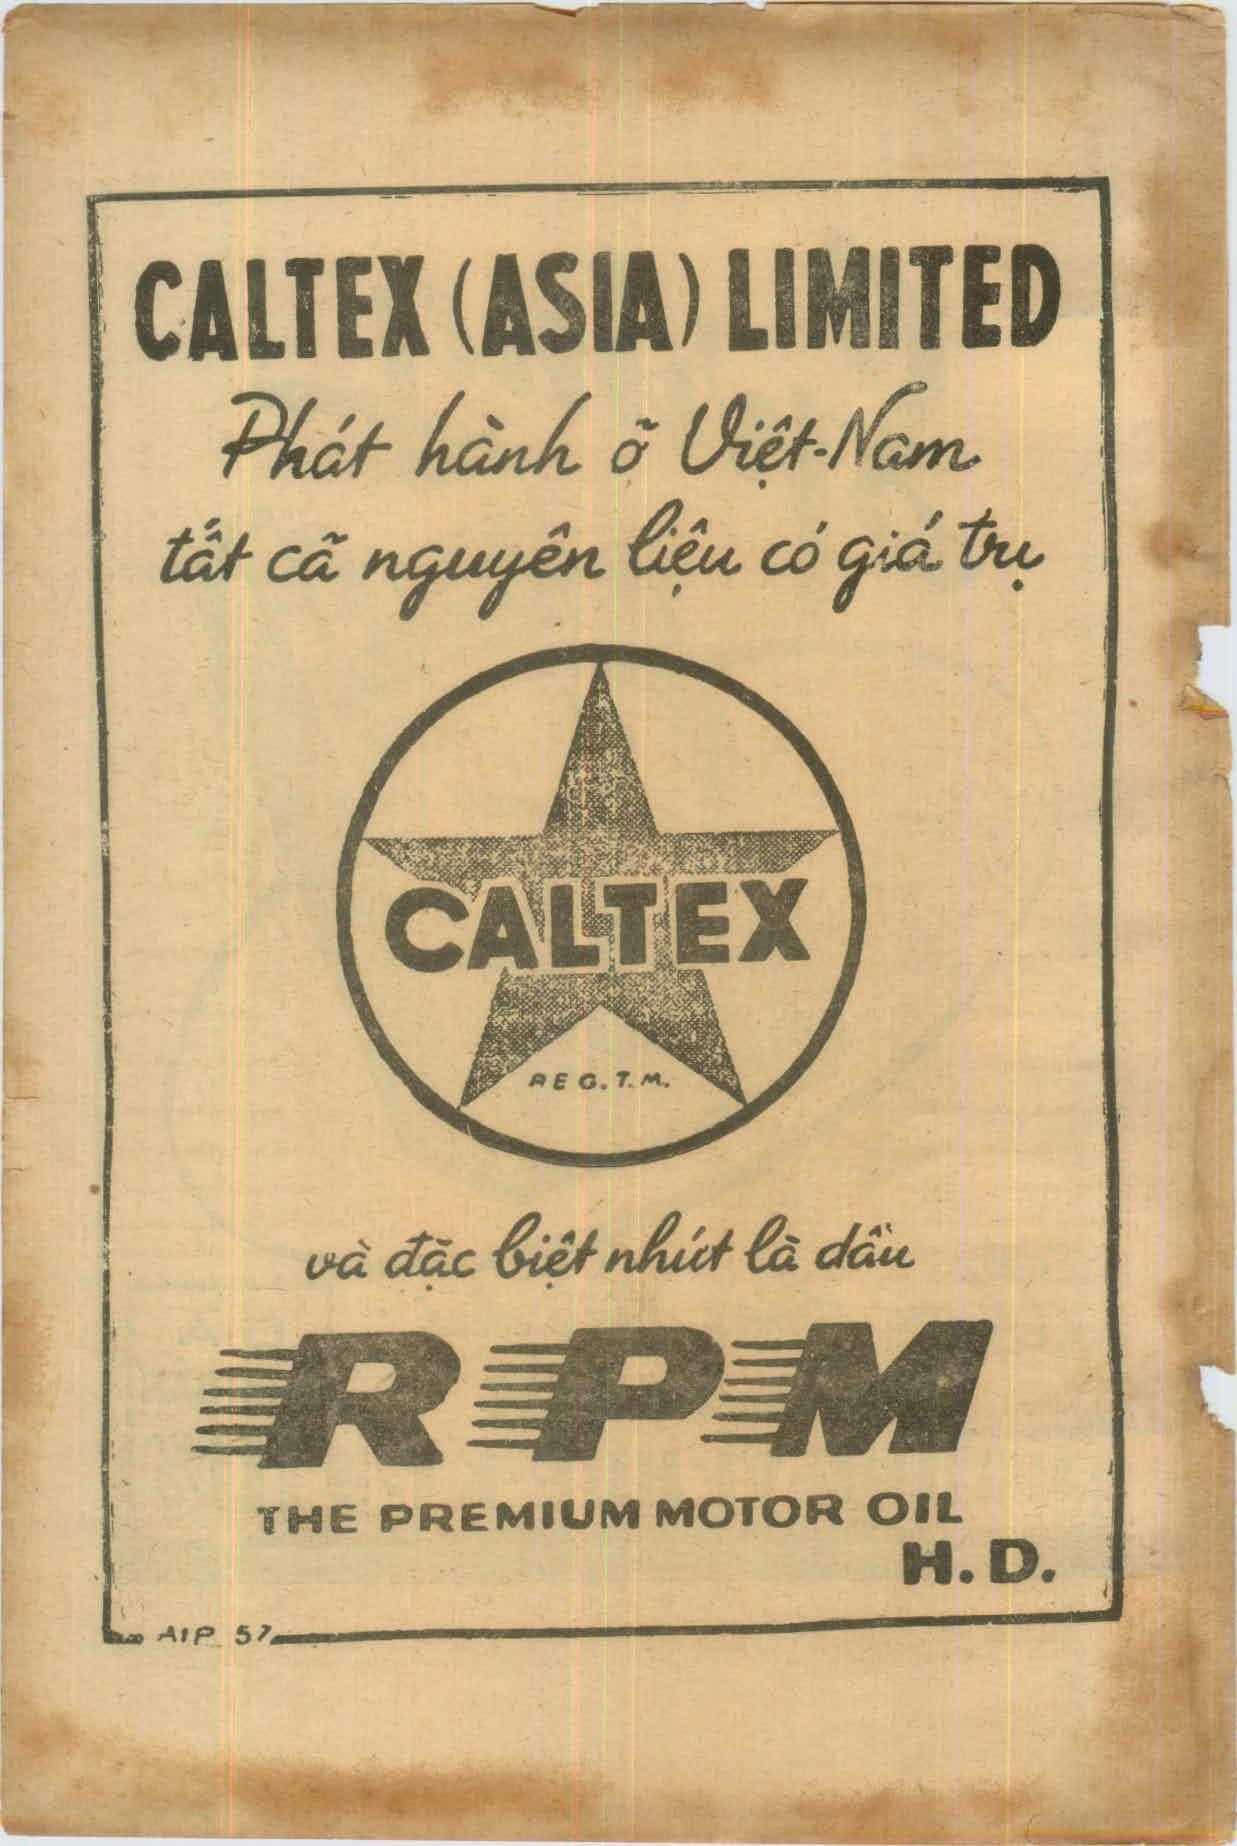 CALTEX (ASIA) LIMITED
Phát hành ỡ Việt-Nam
tất cã nguyên liệu có giá trụ
CALTEX
REG. T. M.
và đặc biệt nhứt là dầu
RPM
THE PREMIUM MOTOR OIL
H. D.
AIP 57